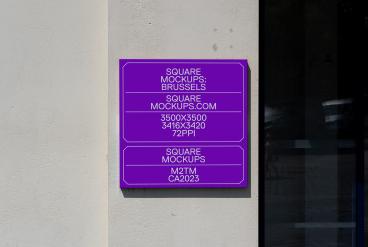 SQUARE
MOCKUPS:
BRUSSELS
SQUARE
MOCKUPS.COM
3500X3500
3416X3420
72PPI
SQUARE
MOCKUPS
M2TM
CA2023